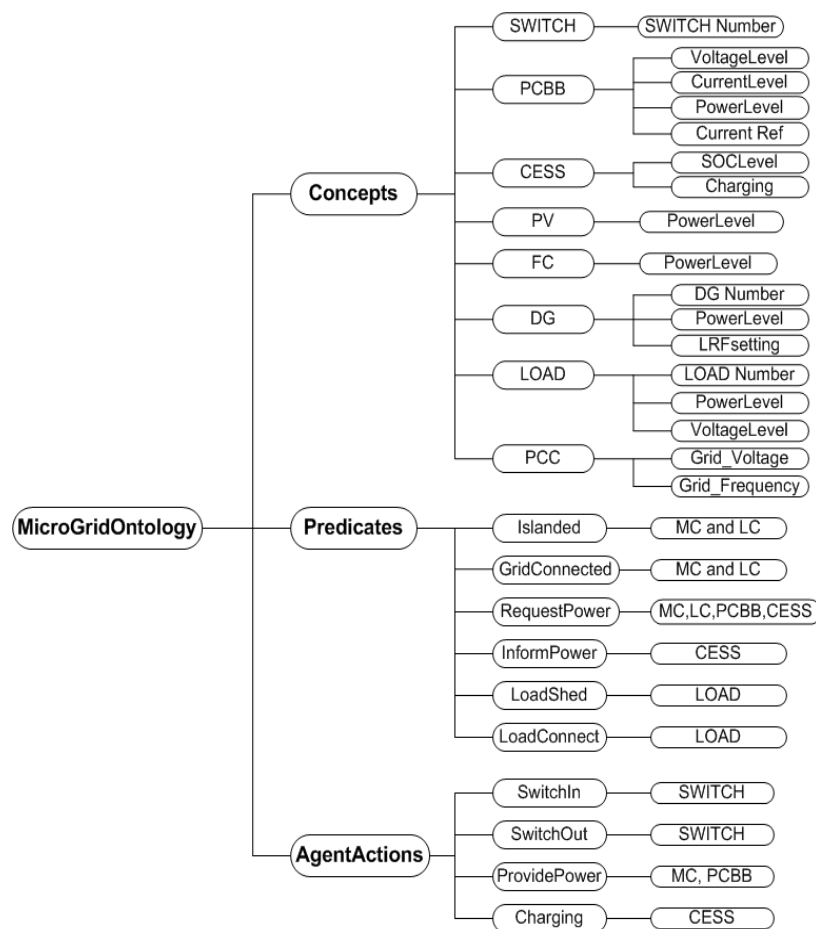 SWITCH
SWITCH Number
PCBB
VoltageLevel
CurrentLevel
PowerLevel
Current Ref
CESS
SOCLevel
Charging
Concepts
PV
PowerLevel
FC
PowerLevel
DG
DG Number
PowerLevel
LRFsetting
LOAD
LOAD Number
PowerLevel
VoltageLevel
PCC
Grid_Voltage
Grid_Frequency
MicroGridOntology
Predicates
Islanded
MC and LC
GridConnected
MC and LC
RequestPower
MC,LC,PCBB,CESS
InformPower
CESS
LoadShed
LOAD
LoadConnect
LOAD
AgentActions
SwitchIn
SWITCH
SwitchOut
SWITCH
ProvidePower
MC, PCBB
Charging
CESS